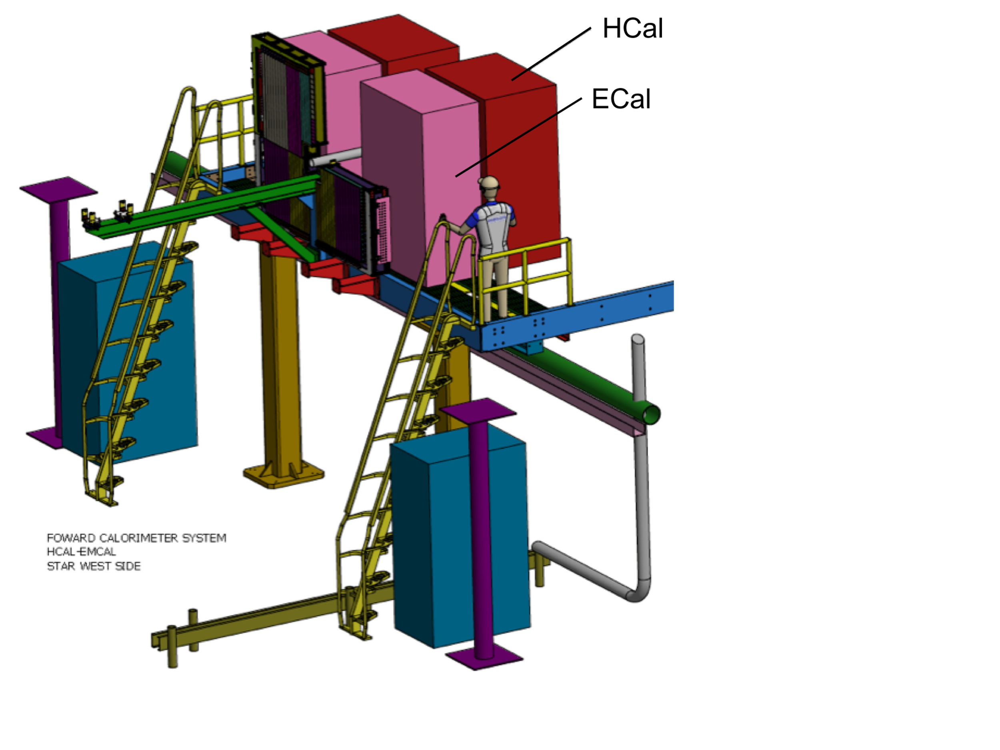 HCal
ECal
FOWARD CALORIMETER SYSTEM
HCAL-EMCAL
STAR WEST SIDE